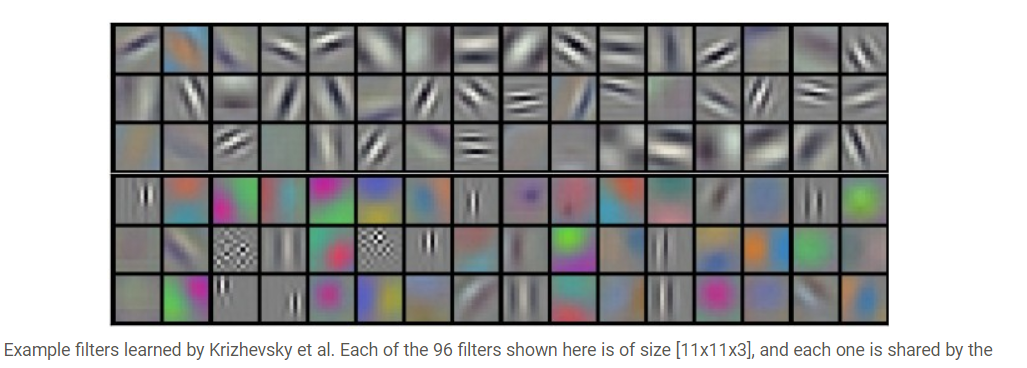 Example filters learned by Krizhevsky et al. Each of the 96 filters shown here is of size [11x11x3], and each one is shared by the